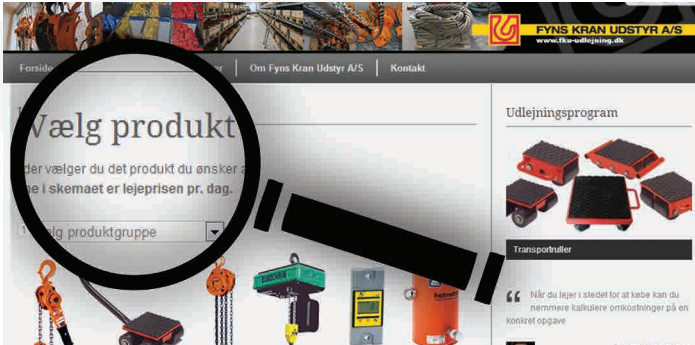 FYNS KRAN UDSTYR A/S
www.fku-udlejning.dk
Forside
Om Fyns Kran Udstyr A/S
Kontakt
Vælg produkt
der vælger du det produkt du ønsker
i skemaet er lejeprisen pr. dag.
produktgruppe
Udlejningsprogram
Transportruller
Når du lejer i stedet for at købe kan du
nemmere kalkulere omkostninger på en
konkret opgave